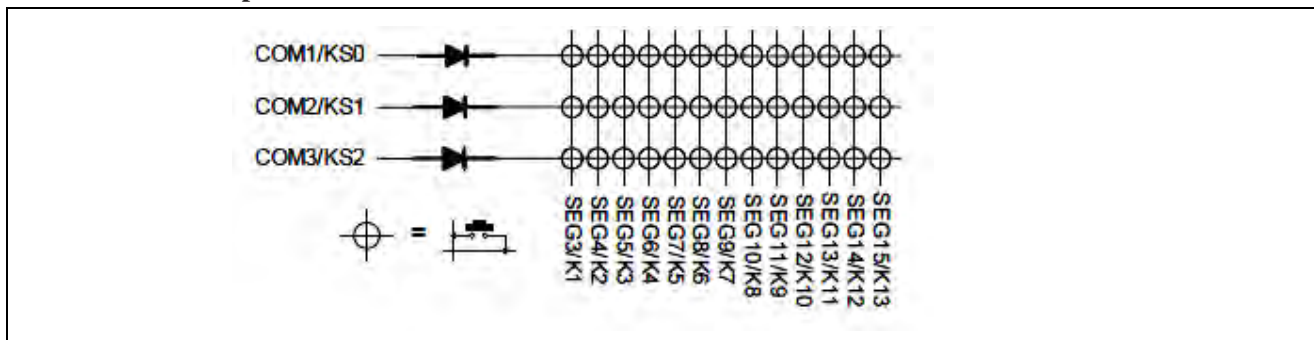 COM1/KS0
COM2/KS1
COM3/KS2
=
SEG3/K1
SEG4/K2
SEG5/K3
SEG6/K4
SEG7/K5
SEG8/K6
SEG9/K7
SEG10/K8
SEG11/K9
SEG12/K10
SEG13/K11
SEG14/K12
SEG15/K13